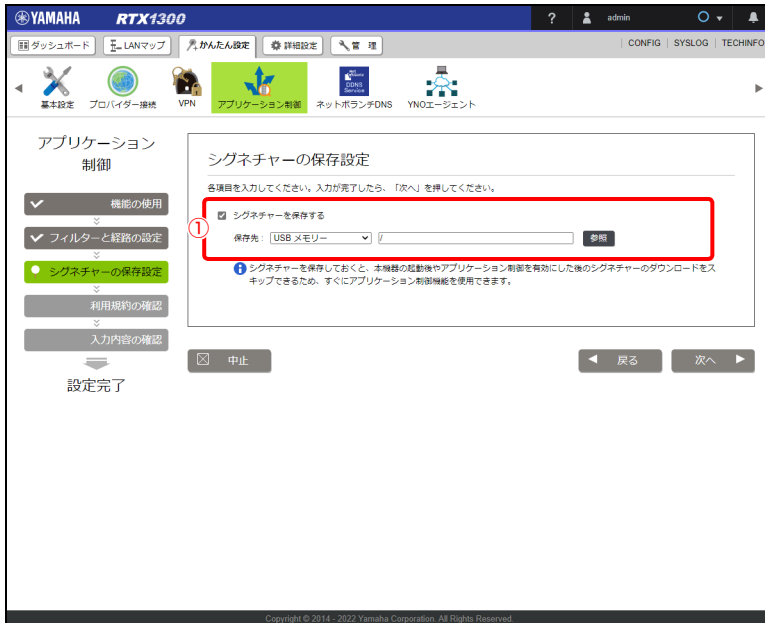 YAMAHA RTX1300 ? admin
ダッシュボード LANマップ かんたん設定 詳細設定 管 理 CONFIG | SYSLOG | TECHINFO
基本設定 プロバイダー接続 VPN アプリケーション制御 ネットボランチDNS YNOエージェント
Net Volante
DDNS
Service
アプリケーション
制御
機能の使用
フィルターと経路の設定
シグネチャーの保存設定
利用規約の確認
入力内容の確認
設定完了
シグネチャーの保存設定
各項目を入力してください。入力が完了したら、「次へ」を押してください。
①
シグネチャーを保存する
保存先 : USB メモリー / 参照
シグネチャーを保存しておくと、本機器の起動後やアプリケーション制御を有効にした後のシグネチャーのダウンロードをス
キップできるため、すぐにアプリケーション制御機能を使用できます。
中止 戻る 次へ
Copyright © 2014 - 2022 Yamaha Corporation. All Rights Reserved.